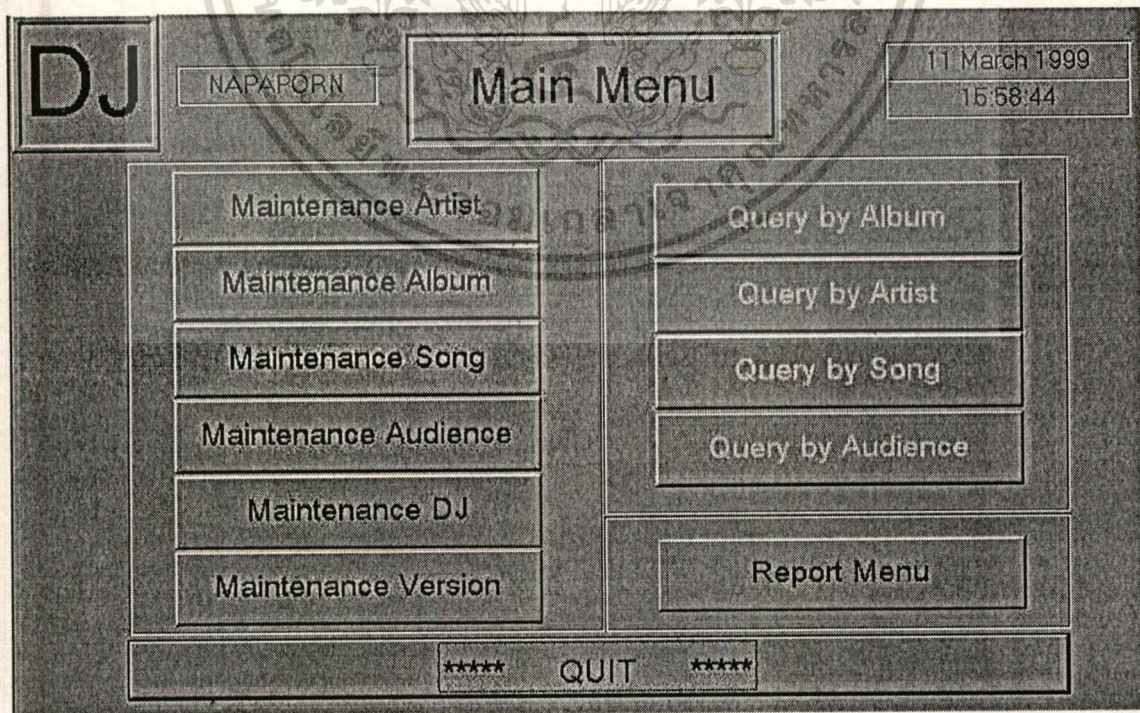 DJ
NAPAPORN
Main Menu
11 March 1999
15:58:44
Maintenance Artist
Maintenance Album
Maintenance Song
Maintenance Audience
Maintenance DJ
Maintenance Version
Query by Album
Query by Artist
Query by Song
Query by Audience
Report Menu
***** QUIT *****